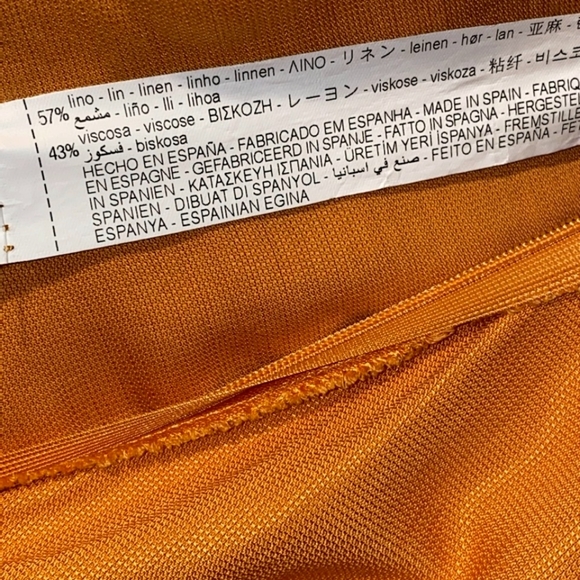 57% lino - lin - linen - linho - linnen - ΛΙΝΟ - リネン - leinen - hør - lan - 亚麻 -
مشمع - liño - lli - lihoa
43% viscosa - viscose - ΒΙΣΚΟΖΗ - レーヨン - viskose - viskoza - 粘纤 - 비스코
فسكوز - biskosa
HECHO EN ESPAÑA - FABRICADO EM ESPANHA - MADE IN SPAIN - FABRIQ
EN ESPAGNE - GEFABRICEERD IN SPANJE - FATTO IN SPAGNA - HERGESTE
IN SPANIEN - ΚΑΤΑΣΚΕΥΗ ΙΣΠΑΝΙΑ - ÜRETİM YERİ İSPANYA - FREMSTILLE
SPANIEN - DIBUAT DI SPANYOL - صنع في اسبانيا - FEITO EN ESPAÑA - FE
ESPANYA - ESPAINIAN EGINA